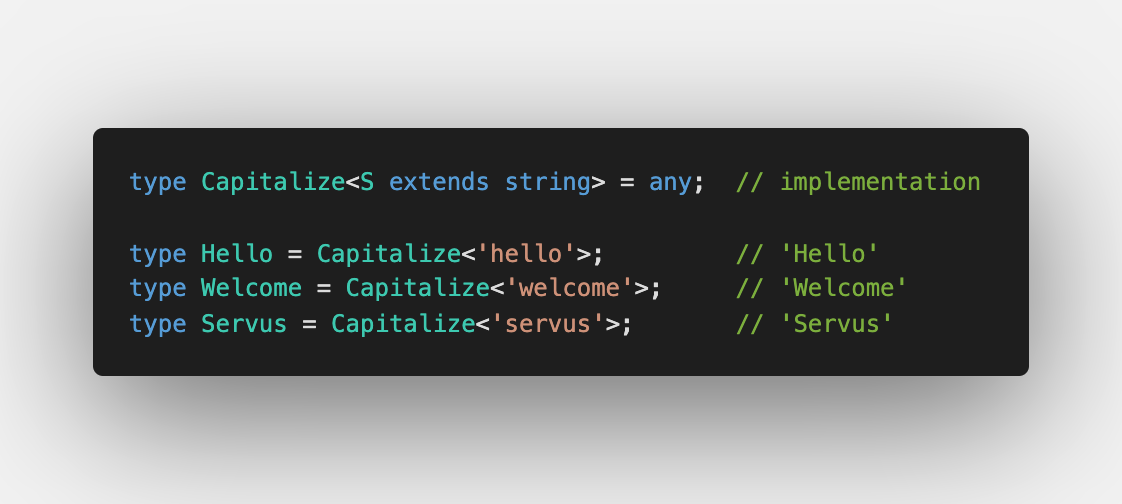 type Capitalize<S extends string> = any;  // implementation
type Hello = Capitalize<'hello'>;         // 'Hello'
type Welcome = Capitalize<'welcome'>;     // 'Welcome'
type Servus = Capitalize<'servus'>;       // 'Servus'